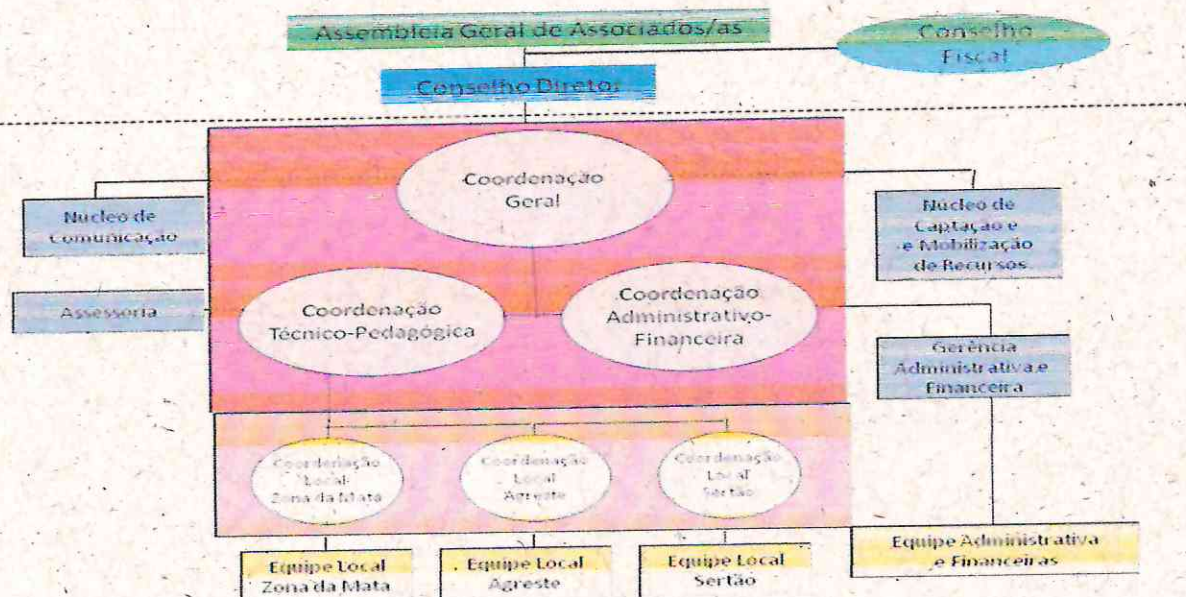 Assembleia Geral de Associados/as
Conselho
Fiscal
Conselho Diretor
Coordenação
Geral
Núcleo de
Comunicação
Núcleo de
Captação e
e Mobilização
de Recursos
Assessoria
Coordenação
Técnico-Pedagógica
Coordenação
Administrativo-
Financeira
Gerência
Administrativa e
Financeira
Coordenação
Local
Zona da Mata
Coordenação
Local
Agreste
Coordenação
Local
Sertão
Equipe Local
Zona da Mata
Equipe Local
Agreste
Equipe Local
Sertão
Equipe Administrativa
e Financeiras